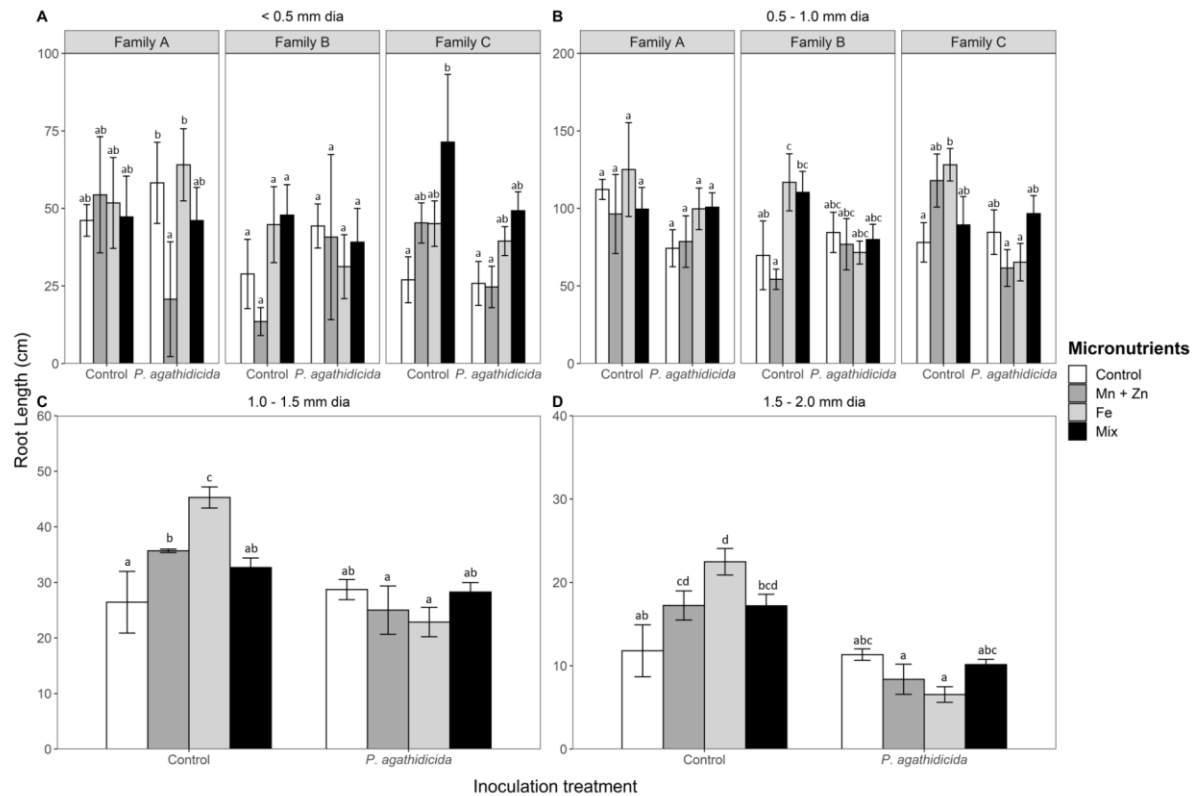 A < 0.5 mm dia
B 0.5 - 1.0 mm dia
Family A Family B Family C
Family A Family B Family C
100
75
50
25
0
ab ab ab ab b a b ab
a a a a a a a a
a ab ab b a a ab ab
Control P. agathidicida Control P. agathidicida Control P. agathidicida
200
150
100
50
0
a a a a a a a a
ab a c bc abc abc abc abc
a ab b ab ab a a ab
Control P. agathidicida Control P. agathidicida Control P. agathidicida
Root Length (cm)
C 1.0 - 1.5 mm dia
60
50
40
30
20
10
0
a b c ab ab a a ab
Control P. agathidicida
D 1.5 - 2.0 mm dia
40
30
20
10
0
ab cd d bcd abc a a abc
Control P. agathidicida
Inoculation treatment
Micronutrients
Control
Mn + Zn
Fe
Mix